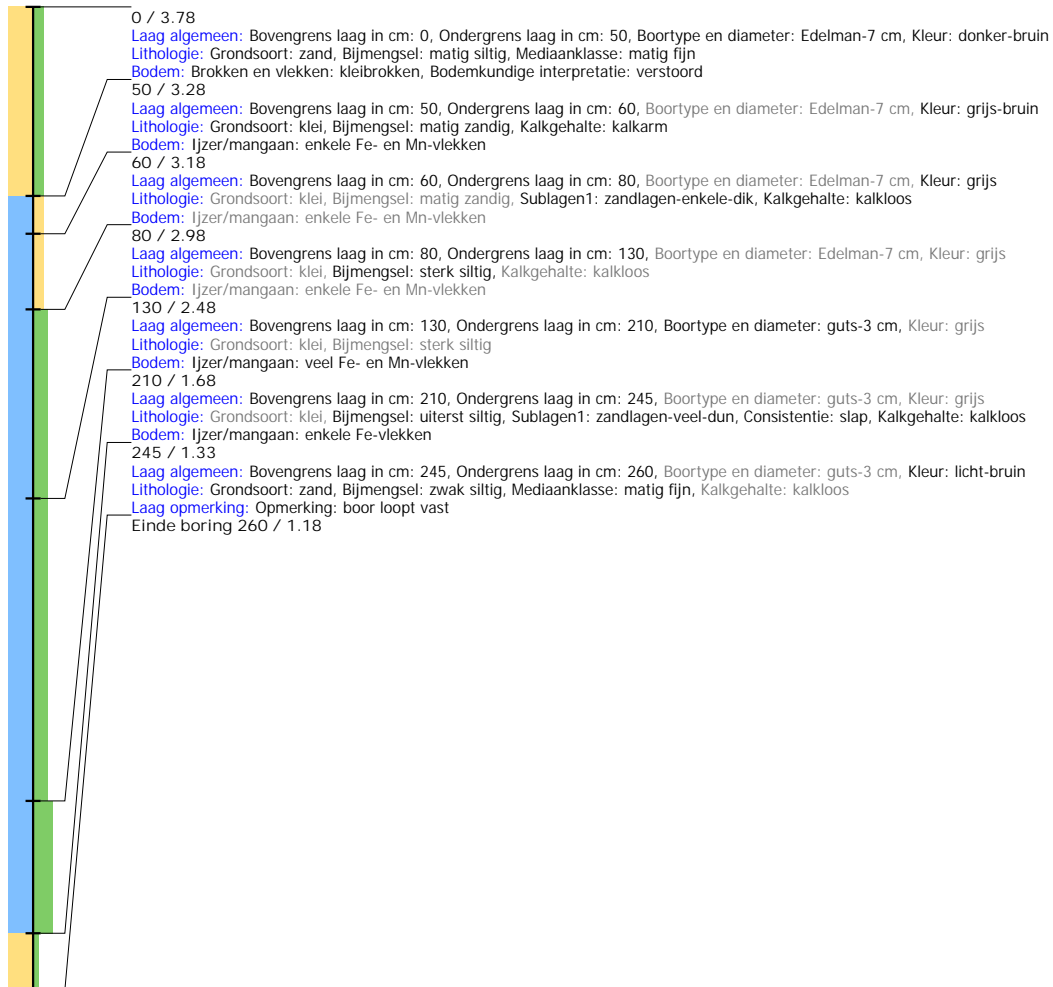 0 / 3.78
Laag algemeen: Bovengrens laag in cm: 0, Ondergrens laag in cm: 50, Boortype en diameter: Edelman-7 cm, Kleur: donker-bruin
Lithologie: Grondsoort: zand, Bijmengsel: matig siltig, Mediaanklasse: matig fijn
Bodem: Brokken en vlekken: kleibrokken, Bodemkundige interpretatie: verstoord
50 / 3.28
Laag algemeen: Bovengrens laag in cm: 50, Ondergrens laag in cm: 60, Boortype en diameter: Edelman-7 cm, Kleur: grijs-bruin
Lithologie: Grondsoort: klei, Bijmengsel: matig zandig, Kalkgehalte: kalkarm
Bodem: Ijzer/mangaan: enkele Fe- en Mn-vlekken
60 / 3.18
Laag algemeen: Bovengrens laag in cm: 60, Ondergrens laag in cm: 80, Boortype en diameter: Edelman-7 cm, Kleur: grijs
Lithologie: Grondsoort: klei, Bijmengsel: matig zandig, Sublagen1: zandlagen-enkele-dik, Kalkgehalte: kalkloos
Bodem: Ijzer/mangaan: enkele Fe- en Mn-vlekken
80 / 2.98
Laag algemeen: Bovengrens laag in cm: 80, Ondergrens laag in cm: 130, Boortype en diameter: Edelman-7 cm, Kleur: grijs
Lithologie: Grondsoort: klei, Bijmengsel: sterk siltig, Kalkgehalte: kalkloos
Bodem: Ijzer/mangaan: enkele Fe- en Mn-vlekken
130 / 2.48
Laag algemeen: Bovengrens laag in cm: 130, Ondergrens laag in cm: 210, Boortype en diameter: guts-3 cm, Kleur: grijs
Lithologie: Grondsoort: klei, Bijmengsel: sterk siltig
Bodem: Ijzer/mangaan: veel Fe- en Mn-vlekken
210 / 1.68
Laag algemeen: Bovengrens laag in cm: 210, Ondergrens laag in cm: 245, Boortype en diameter: guts-3 cm, Kleur: grijs
Lithologie: Grondsoort: klei, Bijmengsel: uiterst siltig, Sublagen1: zandlagen-veel-dun, Consistentie: slap, Kalkgehalte: kalkloos
Bodem: Ijzer/mangaan: enkele Fe-vlekken
245 / 1.33
Laag algemeen: Bovengrens laag in cm: 245, Ondergrens laag in cm: 260, Boortype en diameter: guts-3 cm, Kleur: licht-bruin
Lithologie: Grondsoort: zand, Bijmengsel: zwak siltig, Mediaanklasse: matig fijn, Kalkgehalte: kalkloos
Laag opmerking: Opmerking: boor loopt vast
Einde boring 260 / 1.18